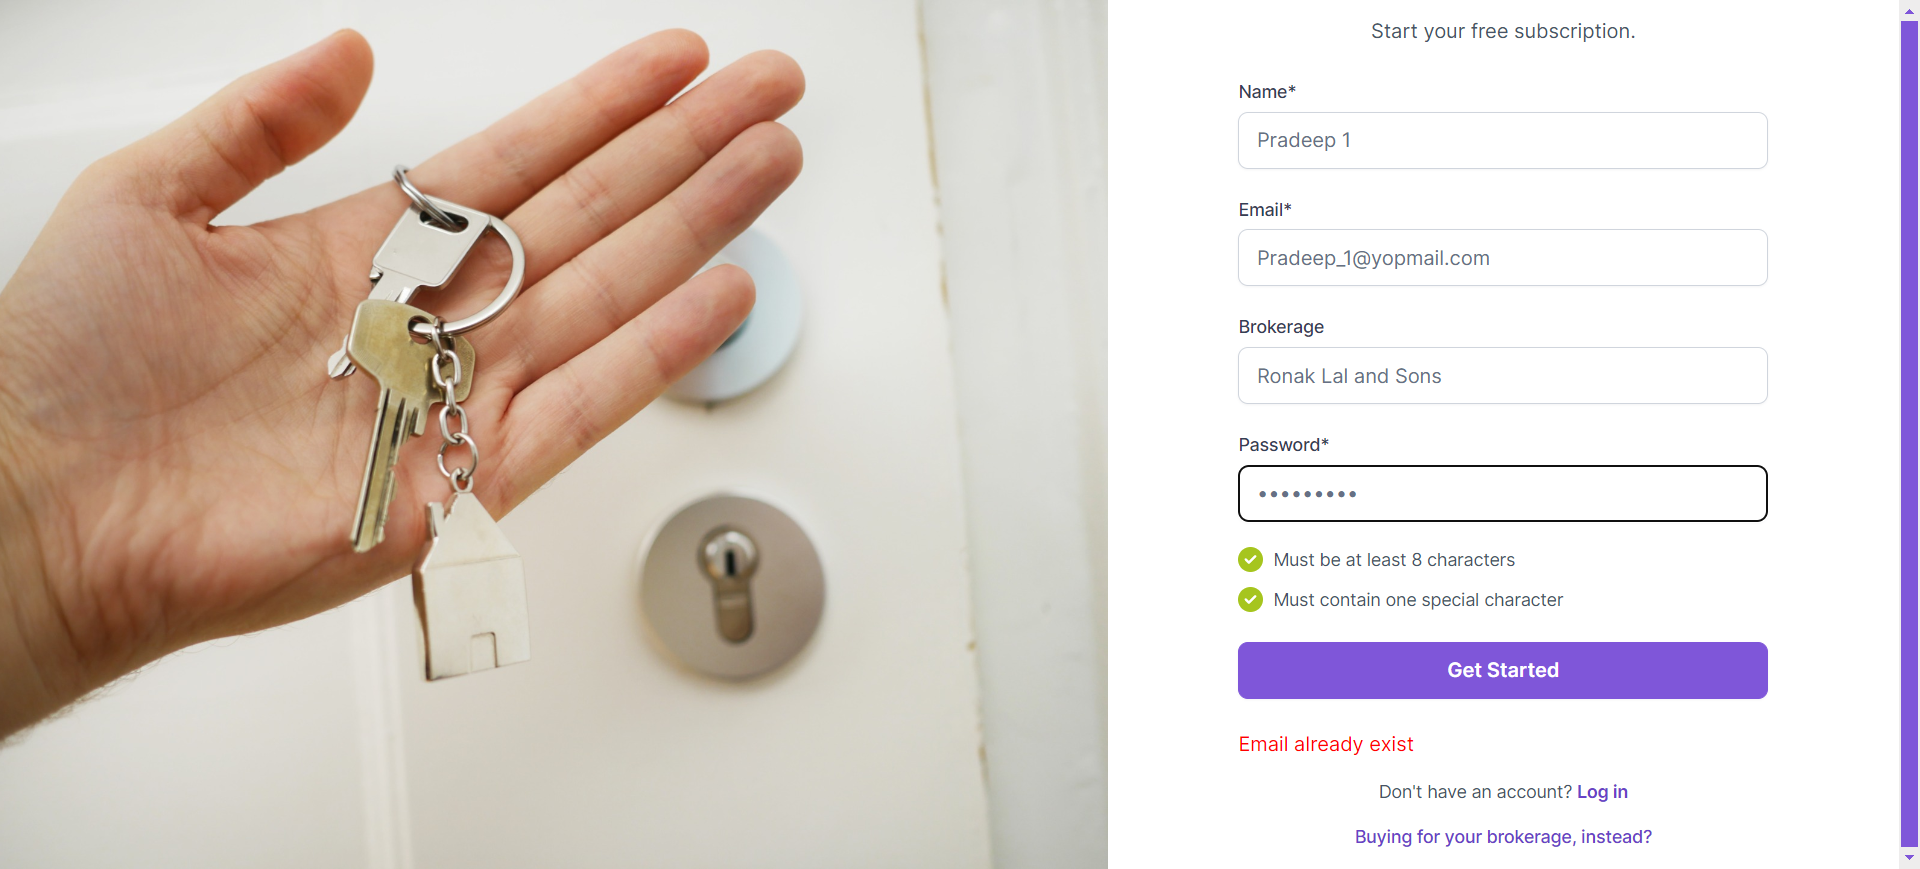 Start your free subscription.
Name*
Pradeep 1
Email*
Pradeep_1@yopmail.com
Brokerage
Ronak Lal and Sons
Password*
•••••••••
Must be at least 8 characters
Must contain one special character
Get Started
Email already exist
Don't have an account? Log in
Buying for your brokerage, instead?